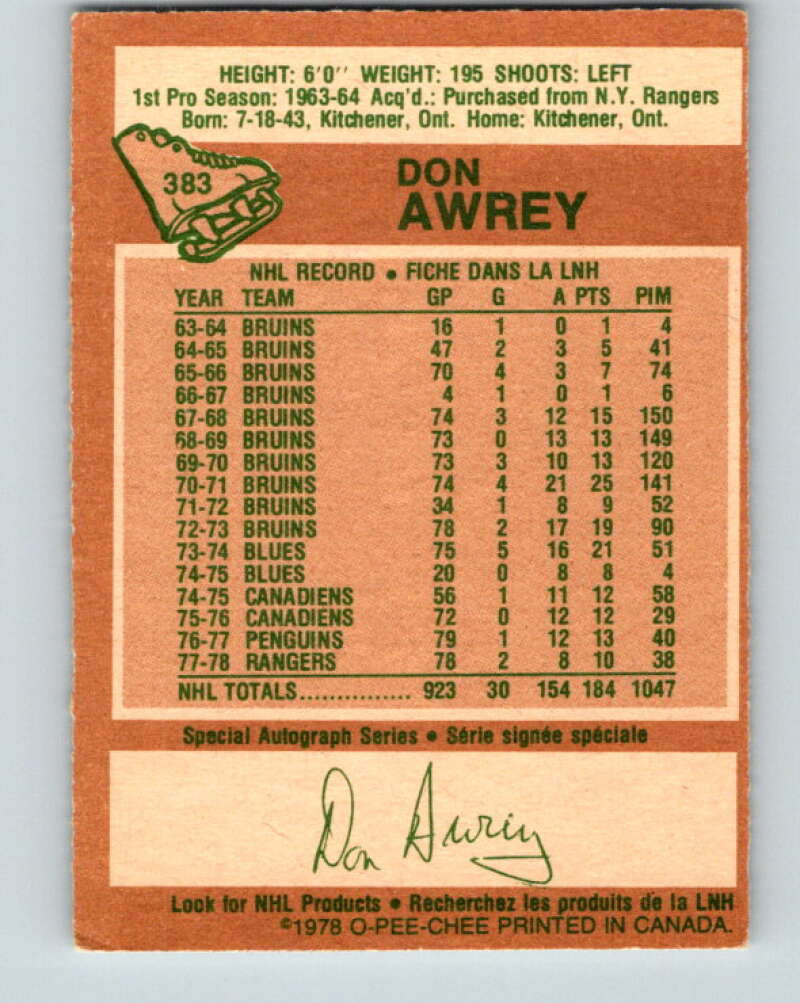 HEIGHT: 6'0" WEIGHT: 195 SHOOTS: LEFT
1st Pro Season: 1963-64 Acq'd.: Purchased from N.Y. Rangers
Born: 7-18-43, Kitchener, Ont. Home: Kitchener, Ont.
383
DON
AWREY
NHL RECORD • FICHE DANS LA LNH
YEAR TEAM GP G A PTS PIM
63-64 BRUINS 16 1 0 1 4
64-65 BRUINS 47 2 3 5 41
65-66 BRUINS 70 4 3 7 74
66-67 BRUINS 4 1 0 1 6
67-68 BRUINS 74 3 12 15 150
68-69 BRUINS 73 0 13 13 149
69-70 BRUINS 73 3 10 13 120
70-71 BRUINS 74 4 21 25 141
71-72 BRUINS 34 1 8 9 52
72-73 BRUINS 78 2 17 19 90
73-74 BLUES 75 5 16 21 51
74-75 BLUES 20 0 8 8 4
74-75 CANADIENS 56 1 11 12 58
75-76 CANADIENS 72 0 12 12 29
76-77 PENGUINS 79 1 12 13 40
77-78 RANGERS 78 2 8 10 38
NHL TOTALS............... 923 30 154 184 1047
Special Autograph Series • Série signée spéciale
Don Awrey
Look for NHL Products • Recherchez les produits de la LNH
©1978 O-PEE-CHEE PRINTED IN CANADA.